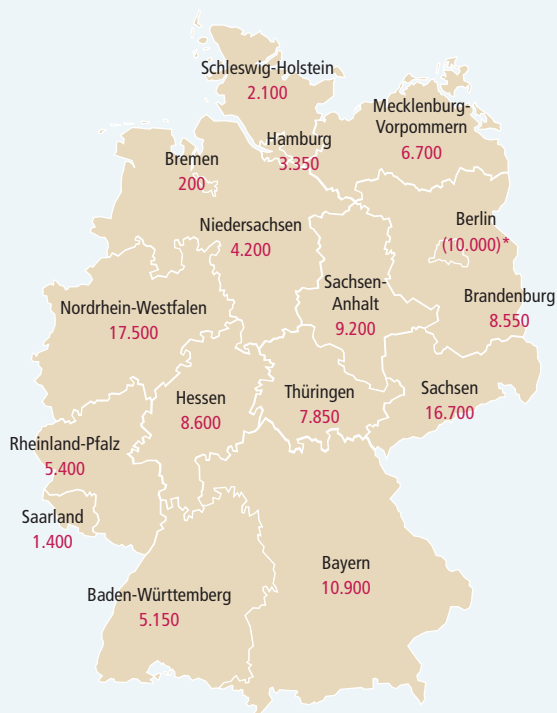 Schleswig-Holstein
2.100
Mecklenburg-
Vorpommern
6.700
Hamburg
3.350
Bremen
200
Niedersachsen
4.200
Berlin
(10.000)*
Sachsen-
Anhalt
9.200
Brandenburg
8.550
Nordrhein-Westfalen
17.500
Hessen
8.600
Thüringen
7.850
Sachsen
16.700
Rheinland-Pfalz
5.400
Saarland
1.400
Bayern
10.900
Baden-Württemberg
5.150